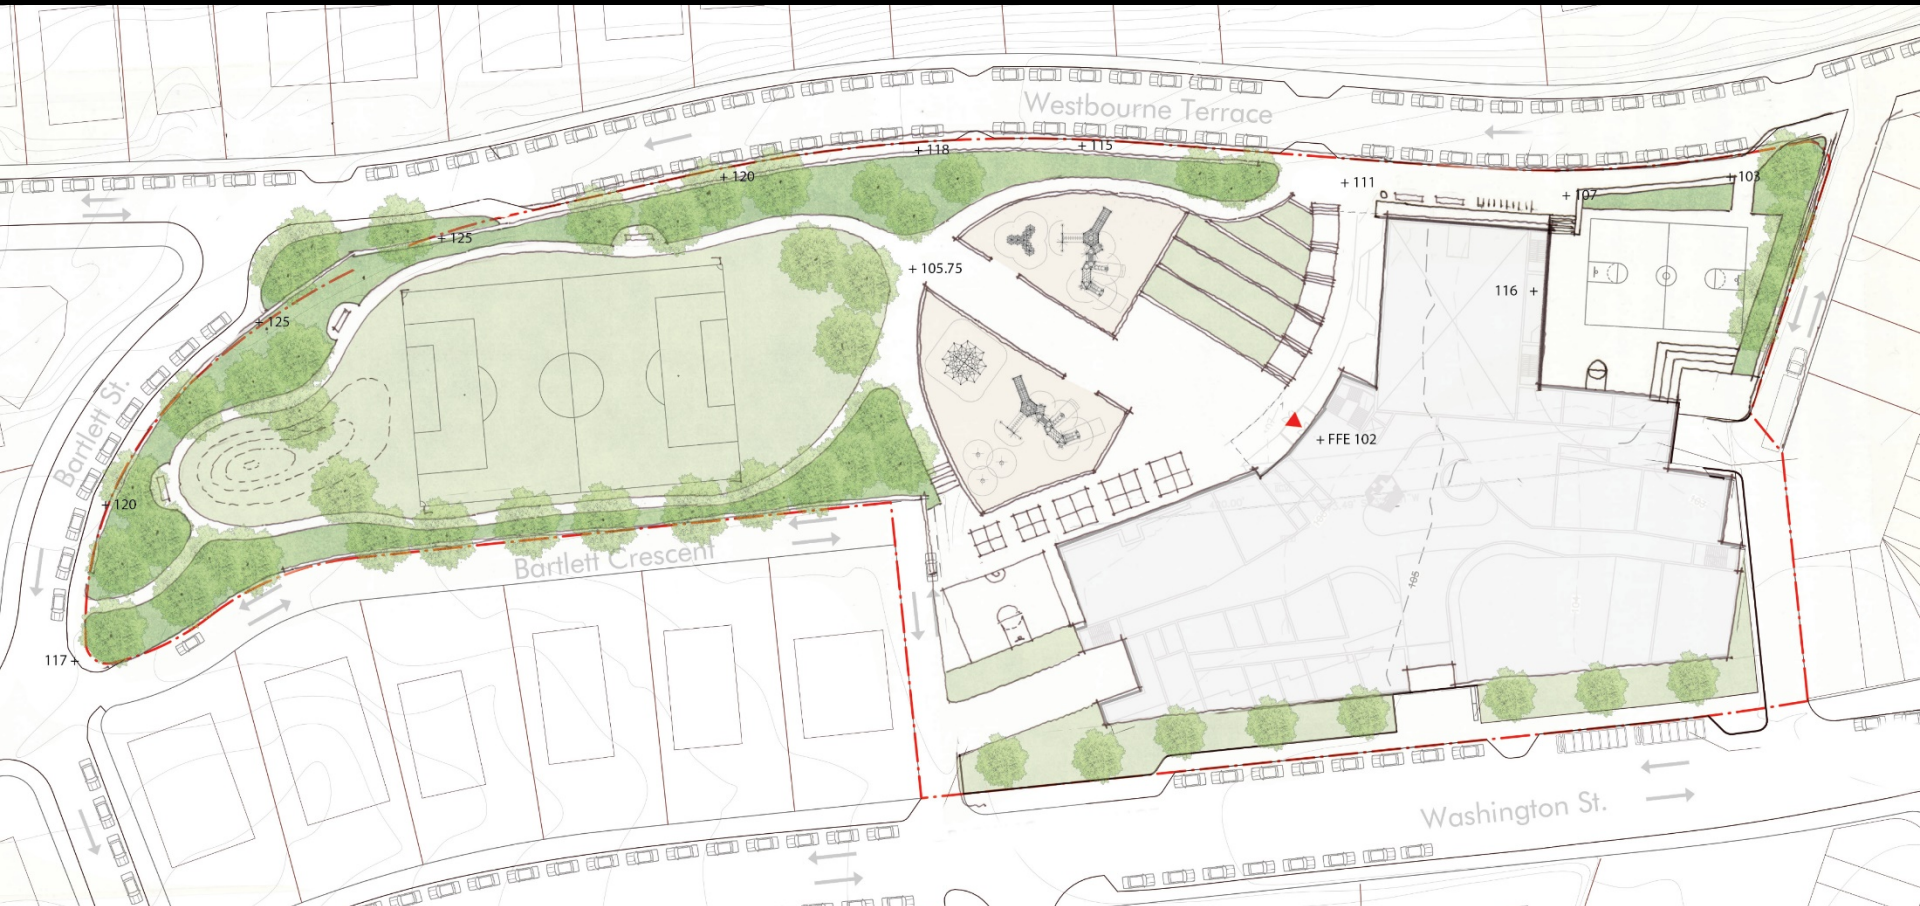 Westbourne Terrace
+ 118
+ 115
+ 120
+ 111
+ 103
+ 107
+ 125
+ 105.75
116 +
+ 125
Bartlett St.
+ FFE 102
+ 120
Bartlett Crescent
105
117 +
Washington St.